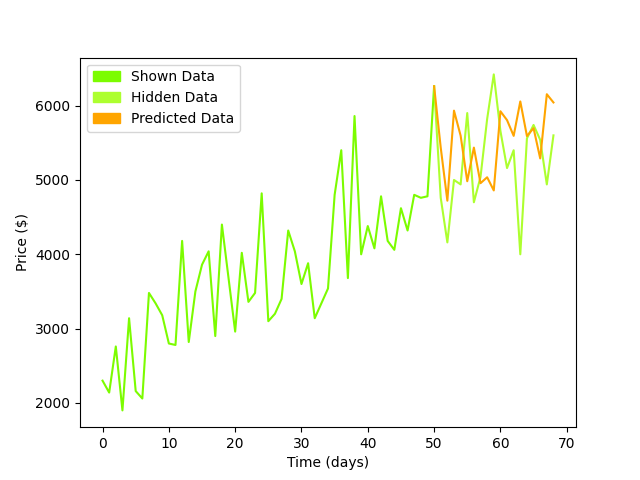 Shown Data
Hidden Data
Predicted Data
6000
5000
4000
3000
2000
Price ($)
0 10 20 30 40 50 60 70
Time (days)